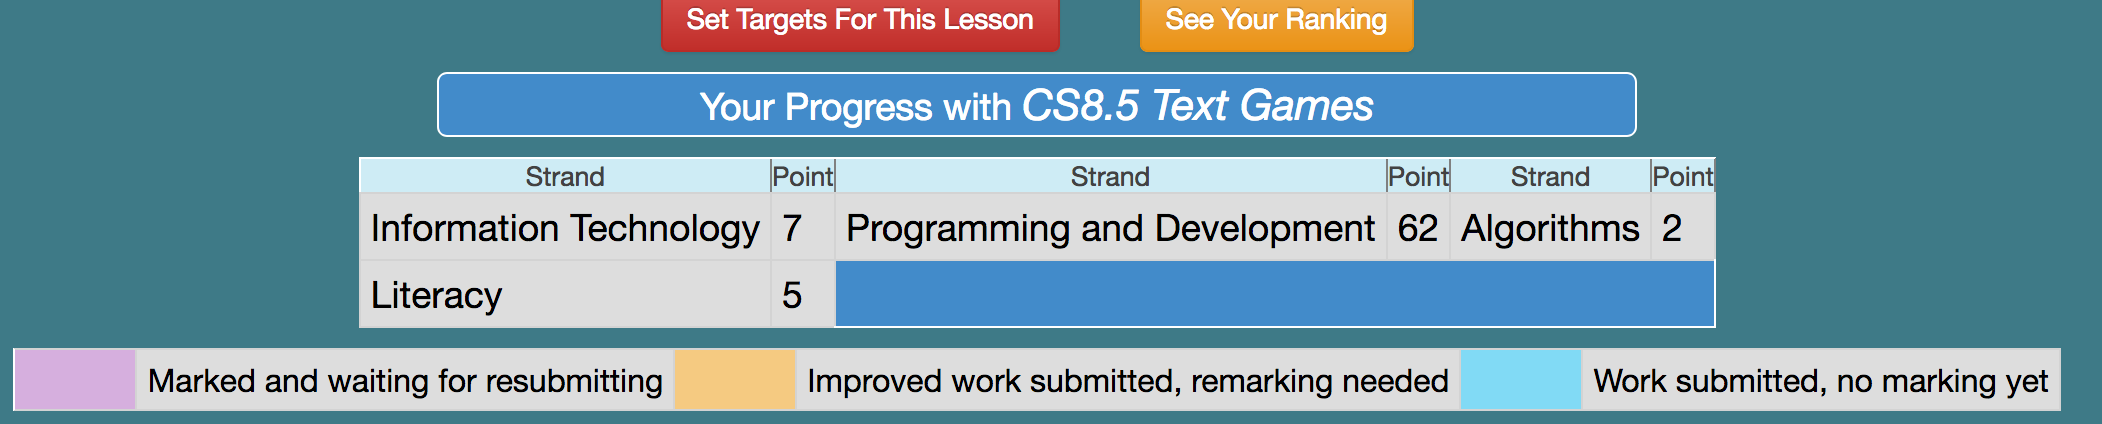 Set Targets For This Lesson See Your Ranking
Your Progress with CS8.5 Text Games
Strand Point Strand Point Strand Point
Information Technology 7 Programming and Development 62 Algorithms 2
Literacy 5
Marked and waiting for resubmitting Improved work submitted, remarking needed Work submitted, no marking yet